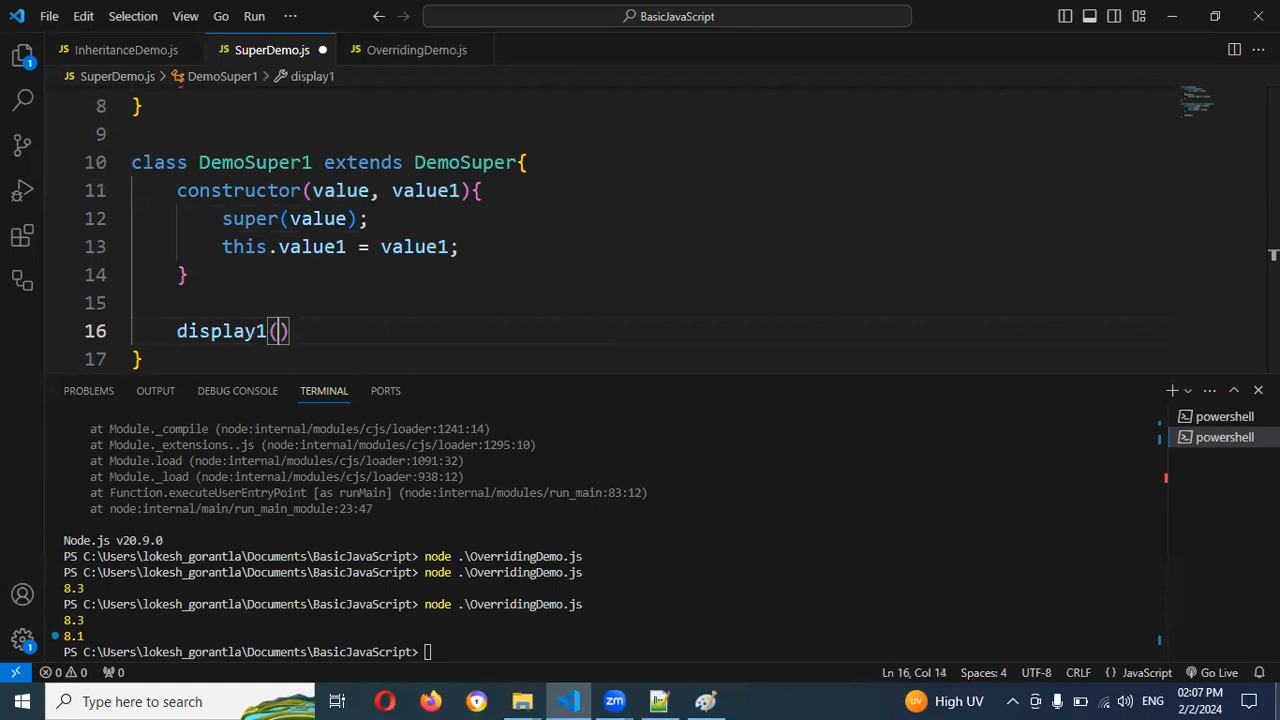 File Edit Selection View Go Run ··· BasicJavaScript
JS InheritanceDemo.js JS SuperDemo.js ● JS OverridingDemo.js
JS SuperDemo.js > DemoSuper1 > display1
8 }
9
10 class DemoSuper1 extends DemoSuper{
11 constructor(value, value1){
12 super(value);
13 this.value1 = value1;
14 }
15
16 display1()
17 }
PROBLEMS OUTPUT DEBUG CONSOLE TERMINAL PORTS
powershell
powershell
at Module._compile (node:internal/modules/cjs/loader:1241:14)
at Module._extensions..js (node:internal/modules/cjs/loader:1295:10)
at Module.load (node:internal/modules/cjs/loader:1091:32)
at Module._load (node:internal/modules/cjs/loader:938:12)
at Function.executeUserEntryPoint [as runMain] (node:internal/modules/run_main:83:12)
at node:internal/main/run_main_module:23:47
Node.js v20.9.0
PS C:\Users\lokesh_gorantla\Documents\BasicJavaScript> node .\OverridingDemo.js
PS C:\Users\lokesh_gorantla\Documents\BasicJavaScript> node .\OverridingDemo.js
8.3
PS C:\Users\lokesh_gorantla\Documents\BasicJavaScript> node .\OverridingDemo.js
8.3
8.1
PS C:\Users\lokesh_gorantla\Documents\BasicJavaScript>
1
1
0 0 0 Ln 16, Col 14 Spaces: 4 UTF-8 CRLF {} JavaScript Go Live
Type here to search UV High UV ENG 02:07 PM
2/2/2024